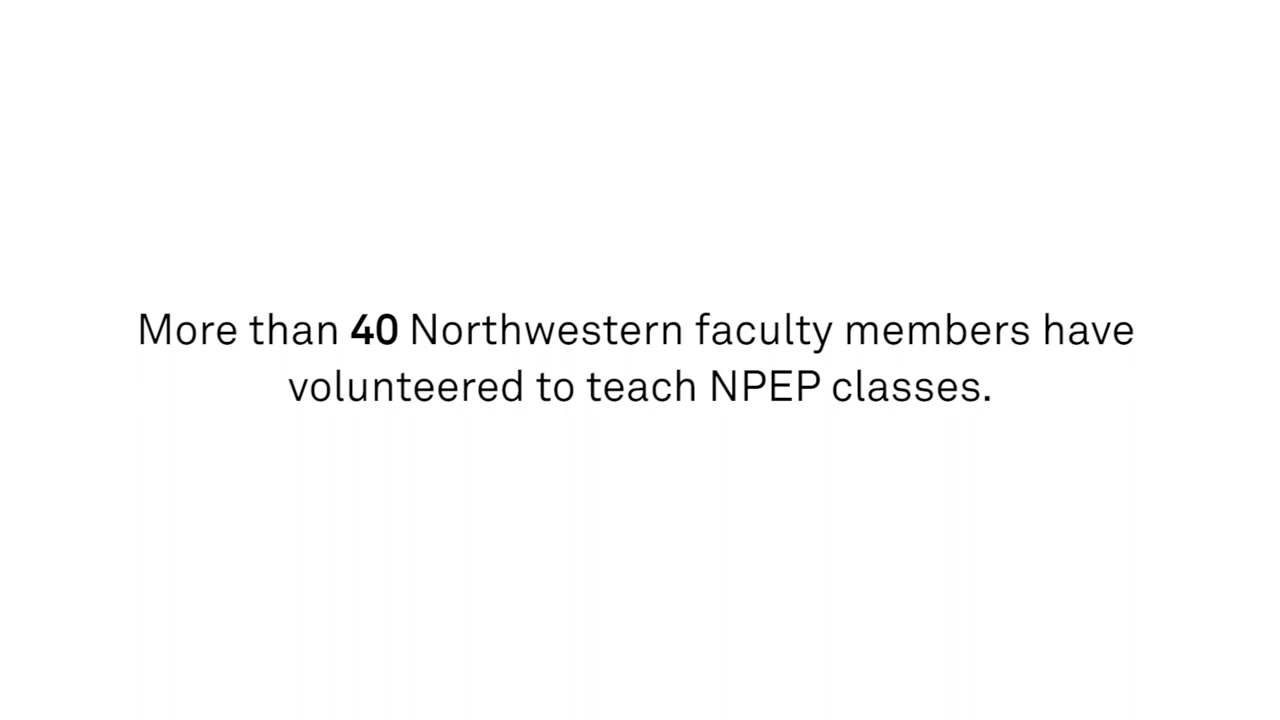 More than 40 Northwestern faculty members have
volunteered to teach NPEP classes.